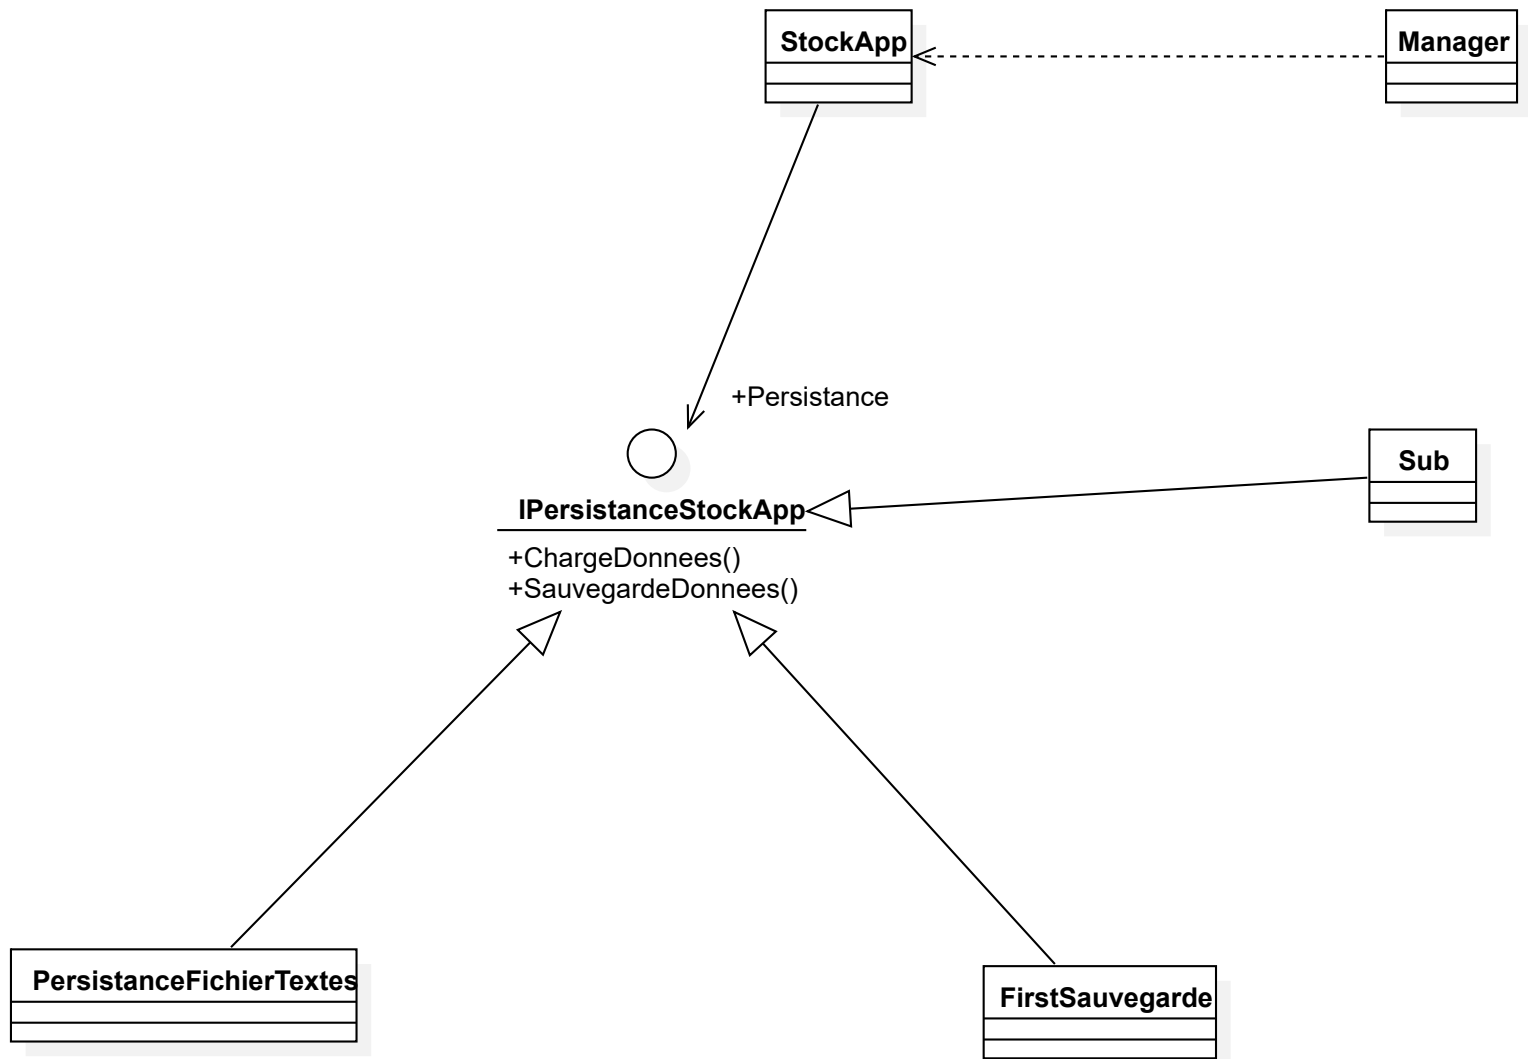 StockApp
Manager
+Persistance
Sub
IPersistanceStockApp
+ChargeDonnees()
+SauvegardeDonnees()
PersistanceFichierTextes
FirstSauvegarde